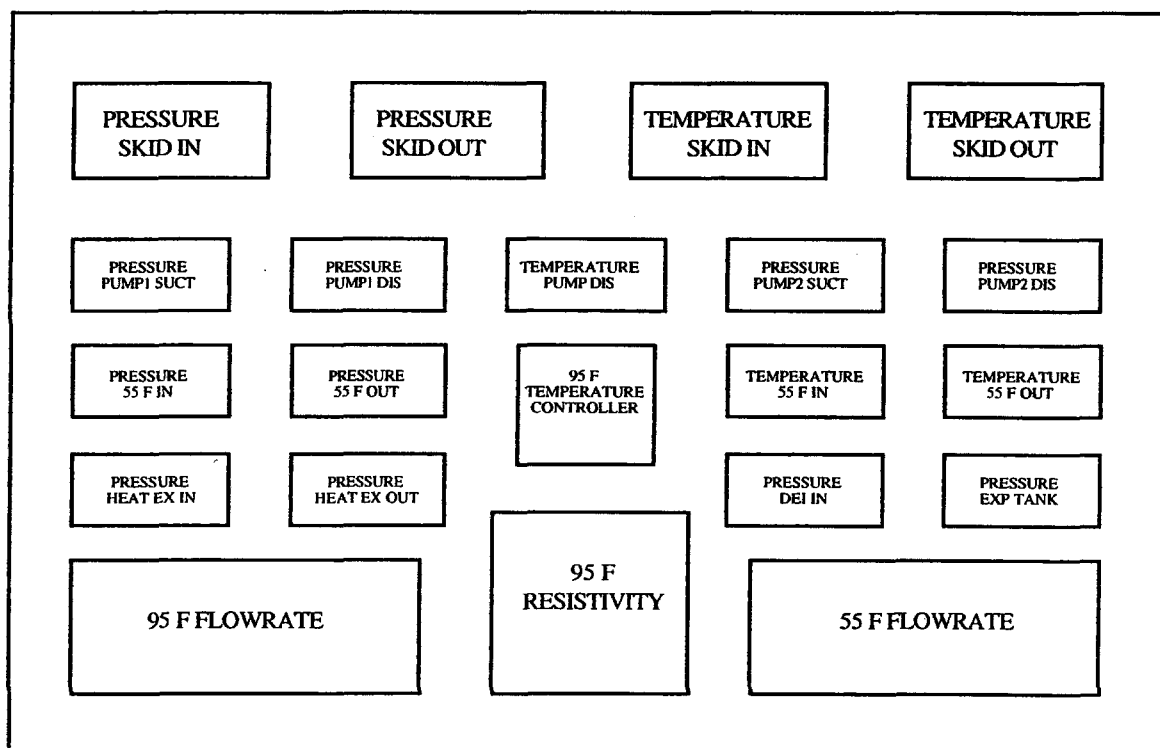 PRESSURE
SKID IN
PRESSURE
SKID OUT
TEMPERATURE
SKID IN
TEMPERATURE
SKID OUT
PRESSURE
PUMP1 SUCT
PRESSURE
PUMP1 DIS
TEMPERATURE
PUMP DIS
PRESSURE
PUMP2 SUCT
PRESSURE
PUMP2 DIS
PRESSURE
55 F IN
PRESSURE
55 F OUT
95 F
TEMPERATURE
CONTROLLER
TEMPERATURE
55 F IN
TEMPERATURE
55 F OUT
PRESSURE
HEAT EX IN
PRESSURE
HEAT EX OUT
PRESSURE
DEI IN
PRESSURE
EXP TANK
95 F FLOWRATE
95 F
RESISTIVITY
55 F FLOWRATE